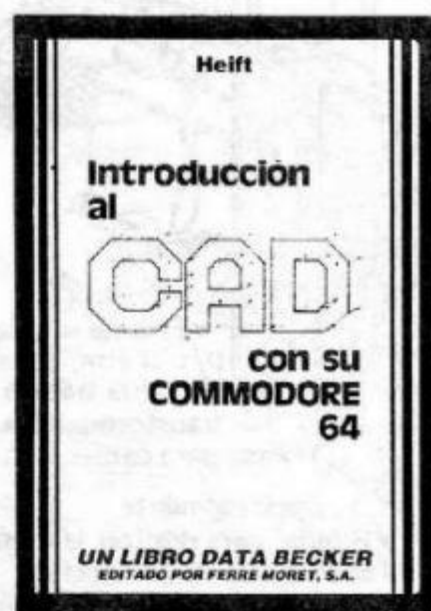 Heift
Introducción
al
CAD
con su
COMMODORE
64
UN LIBRO DATA BECKER
EDITADO POR FERRE MORET, S.A.